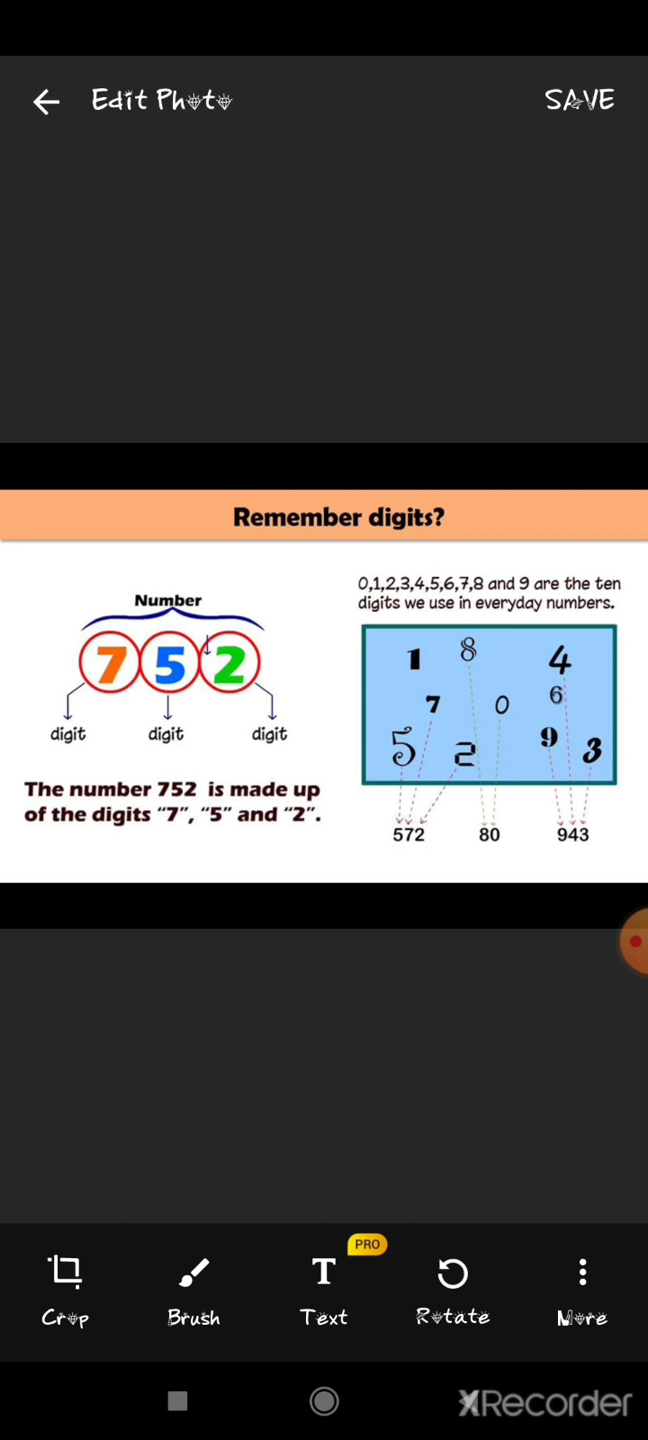 Edit Photo
SAVE
Remember digits?
Number
752
digit
digit
digit
The number 752 is made up
of the digits “7”, “5” and “2”.
0,1,2,3,4,5,6,7,8 and 9 are the ten
digits we use in everyday numbers.
1
8
4
7
0
6
5
2
9
3
572
80
943
PRO
T
Crop
Brush
Text
Rotate
More
XRecorder